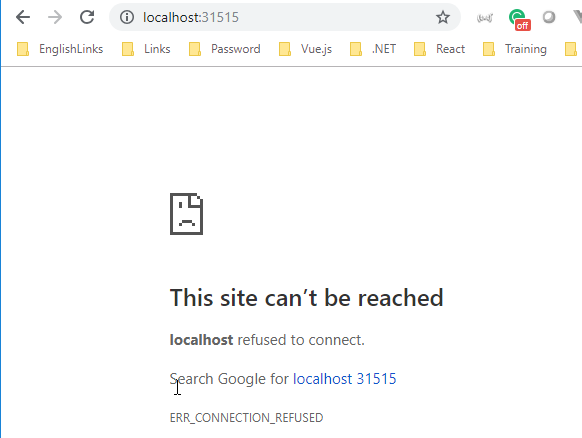 localhost:31515
off
EnglishLinks Links Password Vue.js .NET React Training
This site can't be reached
localhost refused to connect.
Search Google for localhost 31515
ERR_CONNECTION_REFUSED